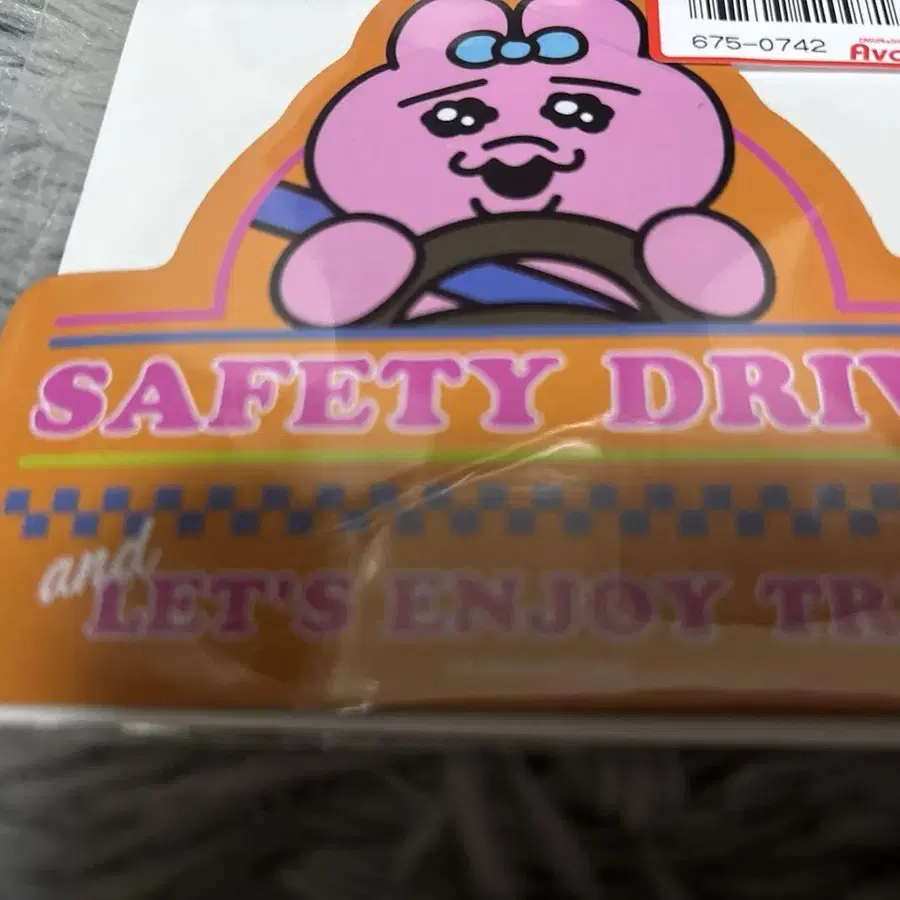 675-0742
SAFETY DRIV
and
LET'S ENJOY TR